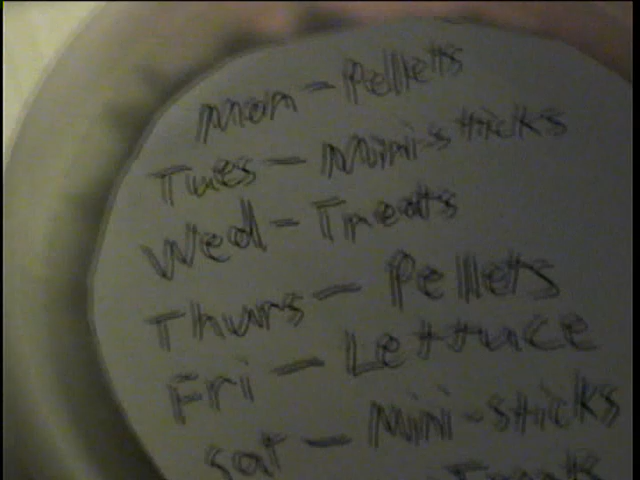 Mon - Pellets
Tues - Mini-sticks
Wed - Treats
Thurs - Pellets
Fri - Lettuce
Sat - Mini-sticks